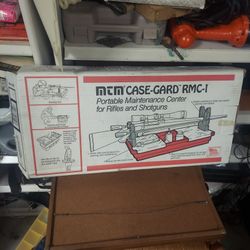 mtm CASE-GARD RMC-1
Portable Maintenance Center
for Rifles and Shotguns